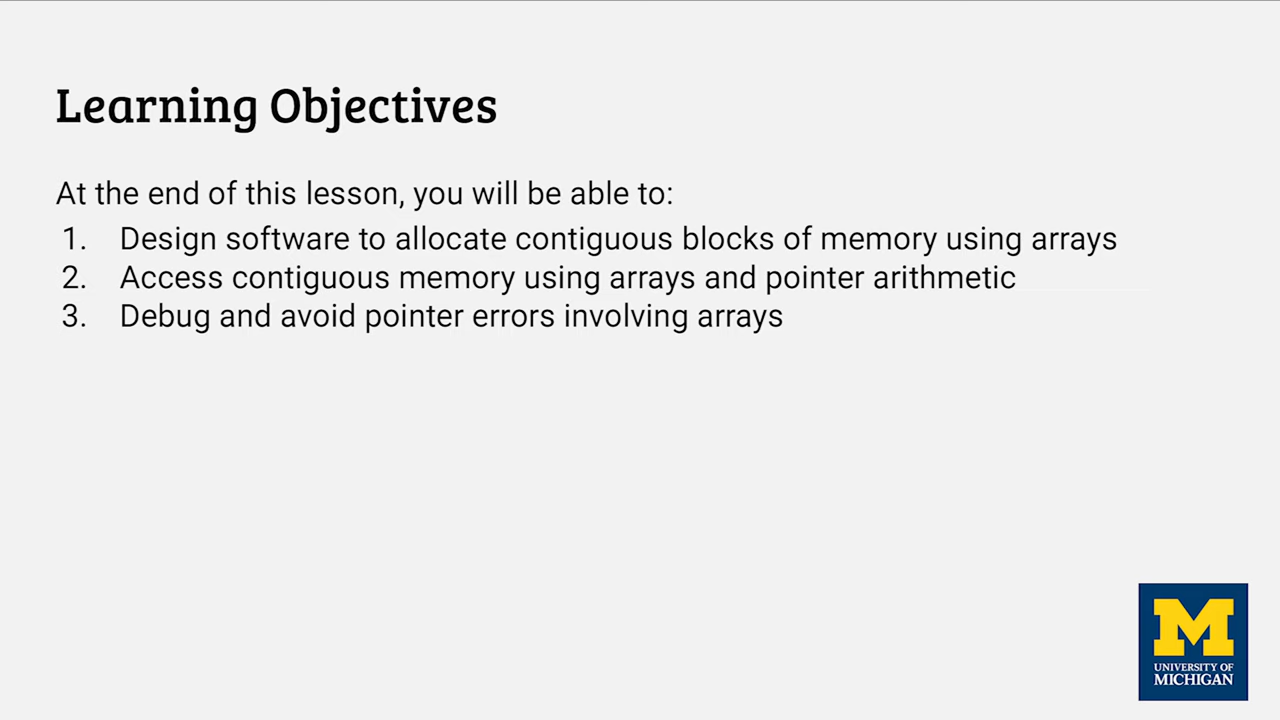 Learning Objectives
At the end of this lesson, you will be able to:
1. Design software to allocate contiguous blocks of memory using arrays
2. Access contiguous memory using arrays and pointer arithmetic
3. Debug and avoid pointer errors involving arrays
M
UNIVERSITY OF
MICHIGAN